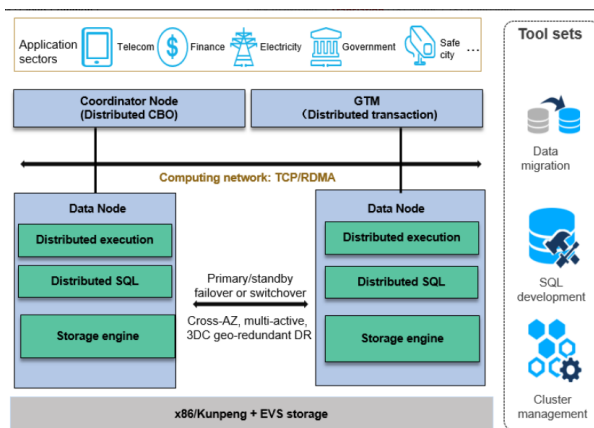 Application
sectors
Telecom
Finance
Electricity
Government
Safe
city
...
Tool sets
Coordinator Node
(Distributed CBO)
GTM
（Distributed transaction)
Computing network: TCP/RDMA
Data Node
Distributed execution
Distributed SQL
Storage engine
Primary/standby
failover or switchover
Cross-AZ, multi-active,
3DC geo-redundant DR
Data Node
Distributed execution
Distributed SQL
Storage engine
x86/Kunpeng + EVS storage
Data
migration
SQL
development
Cluster
management